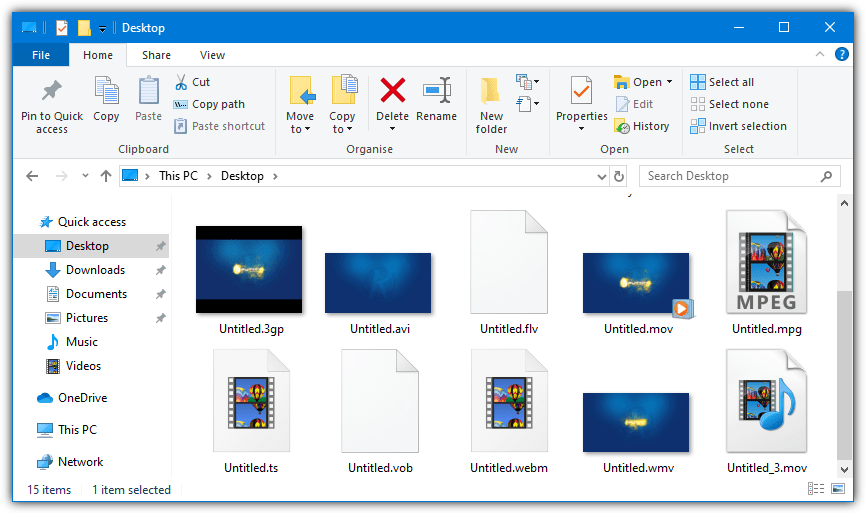 Desktop
File Home Share View
Pin to Quick access
Copy
Paste
Cut
Copy path
Paste shortcut
Clipboard
Move to
Copy to
Delete
Rename
Organise
New folder
New
Properties
Open
Edit
History
Open
Select all
Select none
Invert selection
Select
This PC Desktop
Search Desktop
Quick access
Desktop
Downloads
Documents
Pictures
Music
Videos
OneDrive
This PC
Network
MPEG
Untitled.3gp Untitled.avi Untitled.flv Untitled.mov Untitled.mpg
Untitled.ts Untitled.vob Untitled.webm Untitled.wmv Untitled_3.mov
15 items 1 item selected